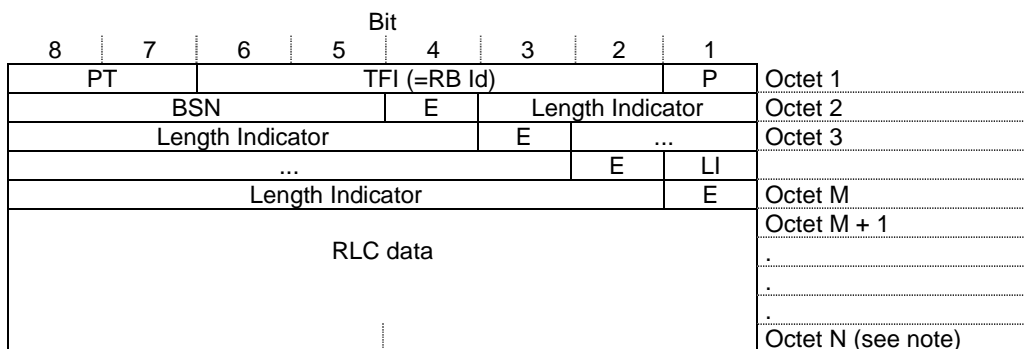 Bit
8 7 6 5 4 3 2 1
PT TFI (=RB Id) P Octet 1
BSN E Length Indicator Octet 2
Length Indicator E ... Octet 3
... E LI
Length Indicator E Octet M
Octet M + 1
RLC data
.
.
.
Octet N (see note)